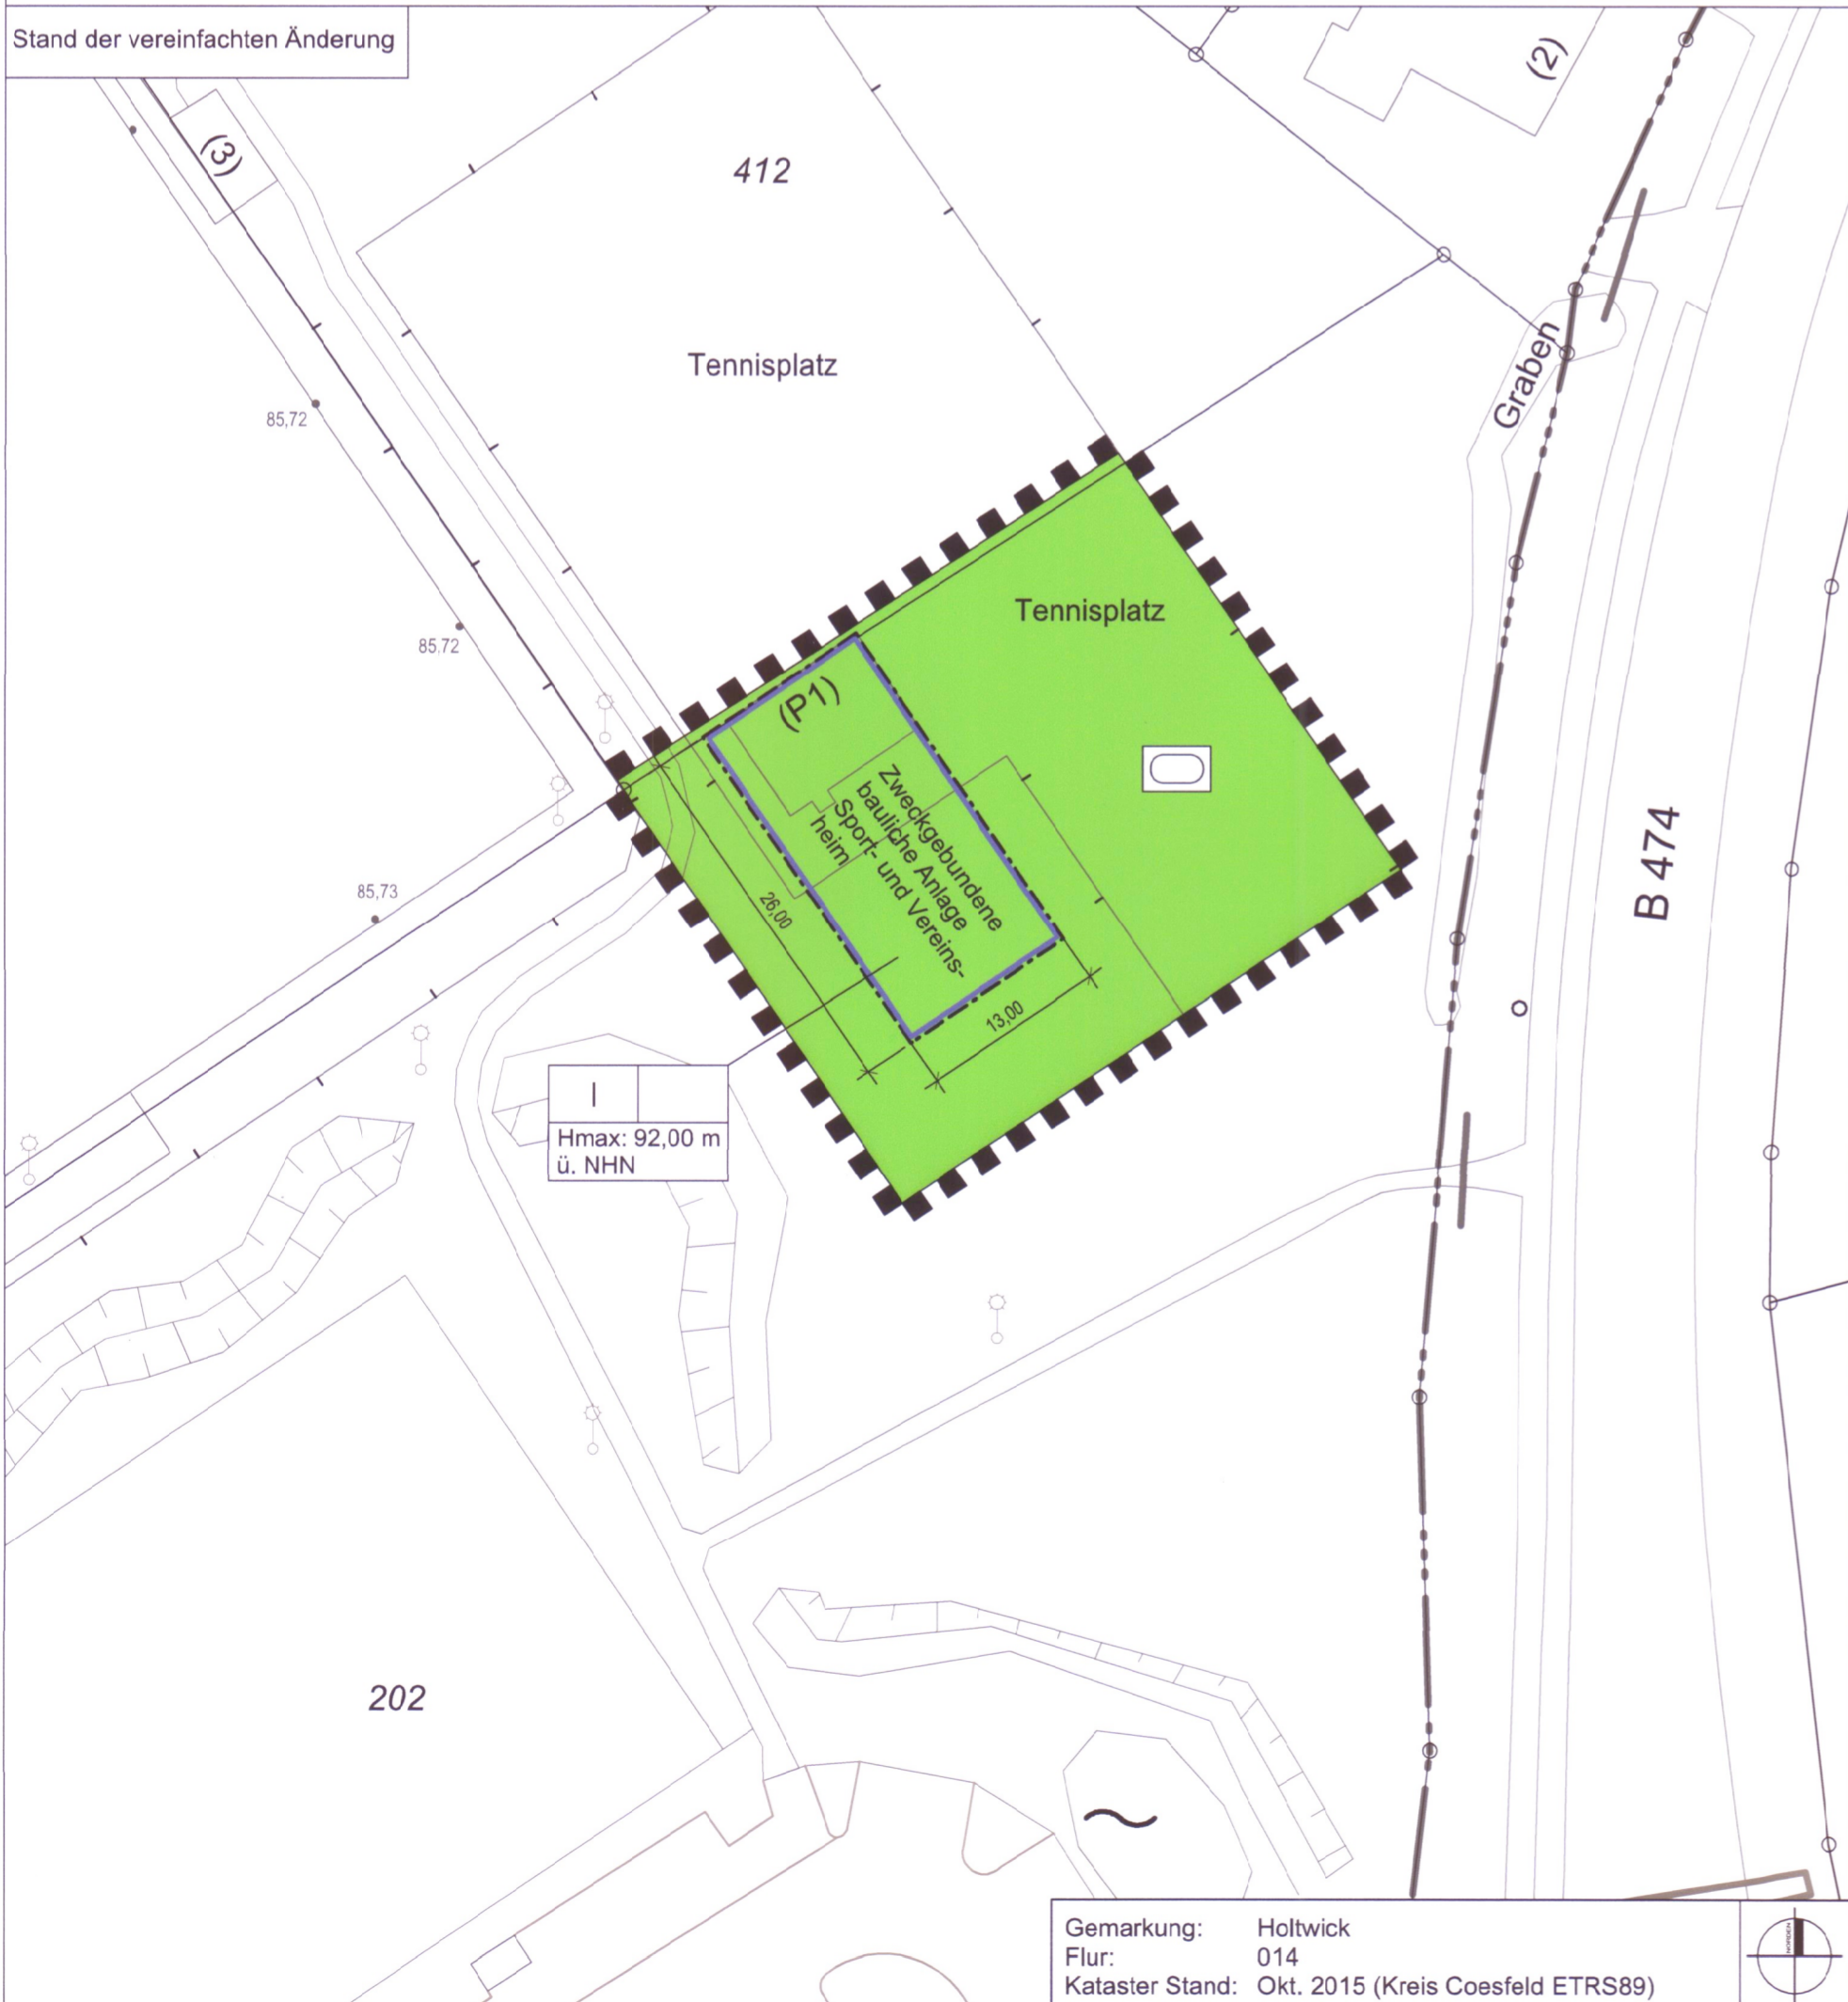 Stand der vereinfachten Änderung
(2)
(3)
412
Tennisplatz
Graben
85,72
Tennisplatz
85,72
(P1)
Zweckgebundene
bauliche Anlage
Sport- und Vereins-
heim
B 474
85,73
26,00
13,00
I
Hmax: 92,00 m
ü. NHN
202
Gemarkung: Holtwick
Flur: 014
Kataster Stand: Okt. 2015 (Kreis Coesfeld ETRS89)
NORDEN